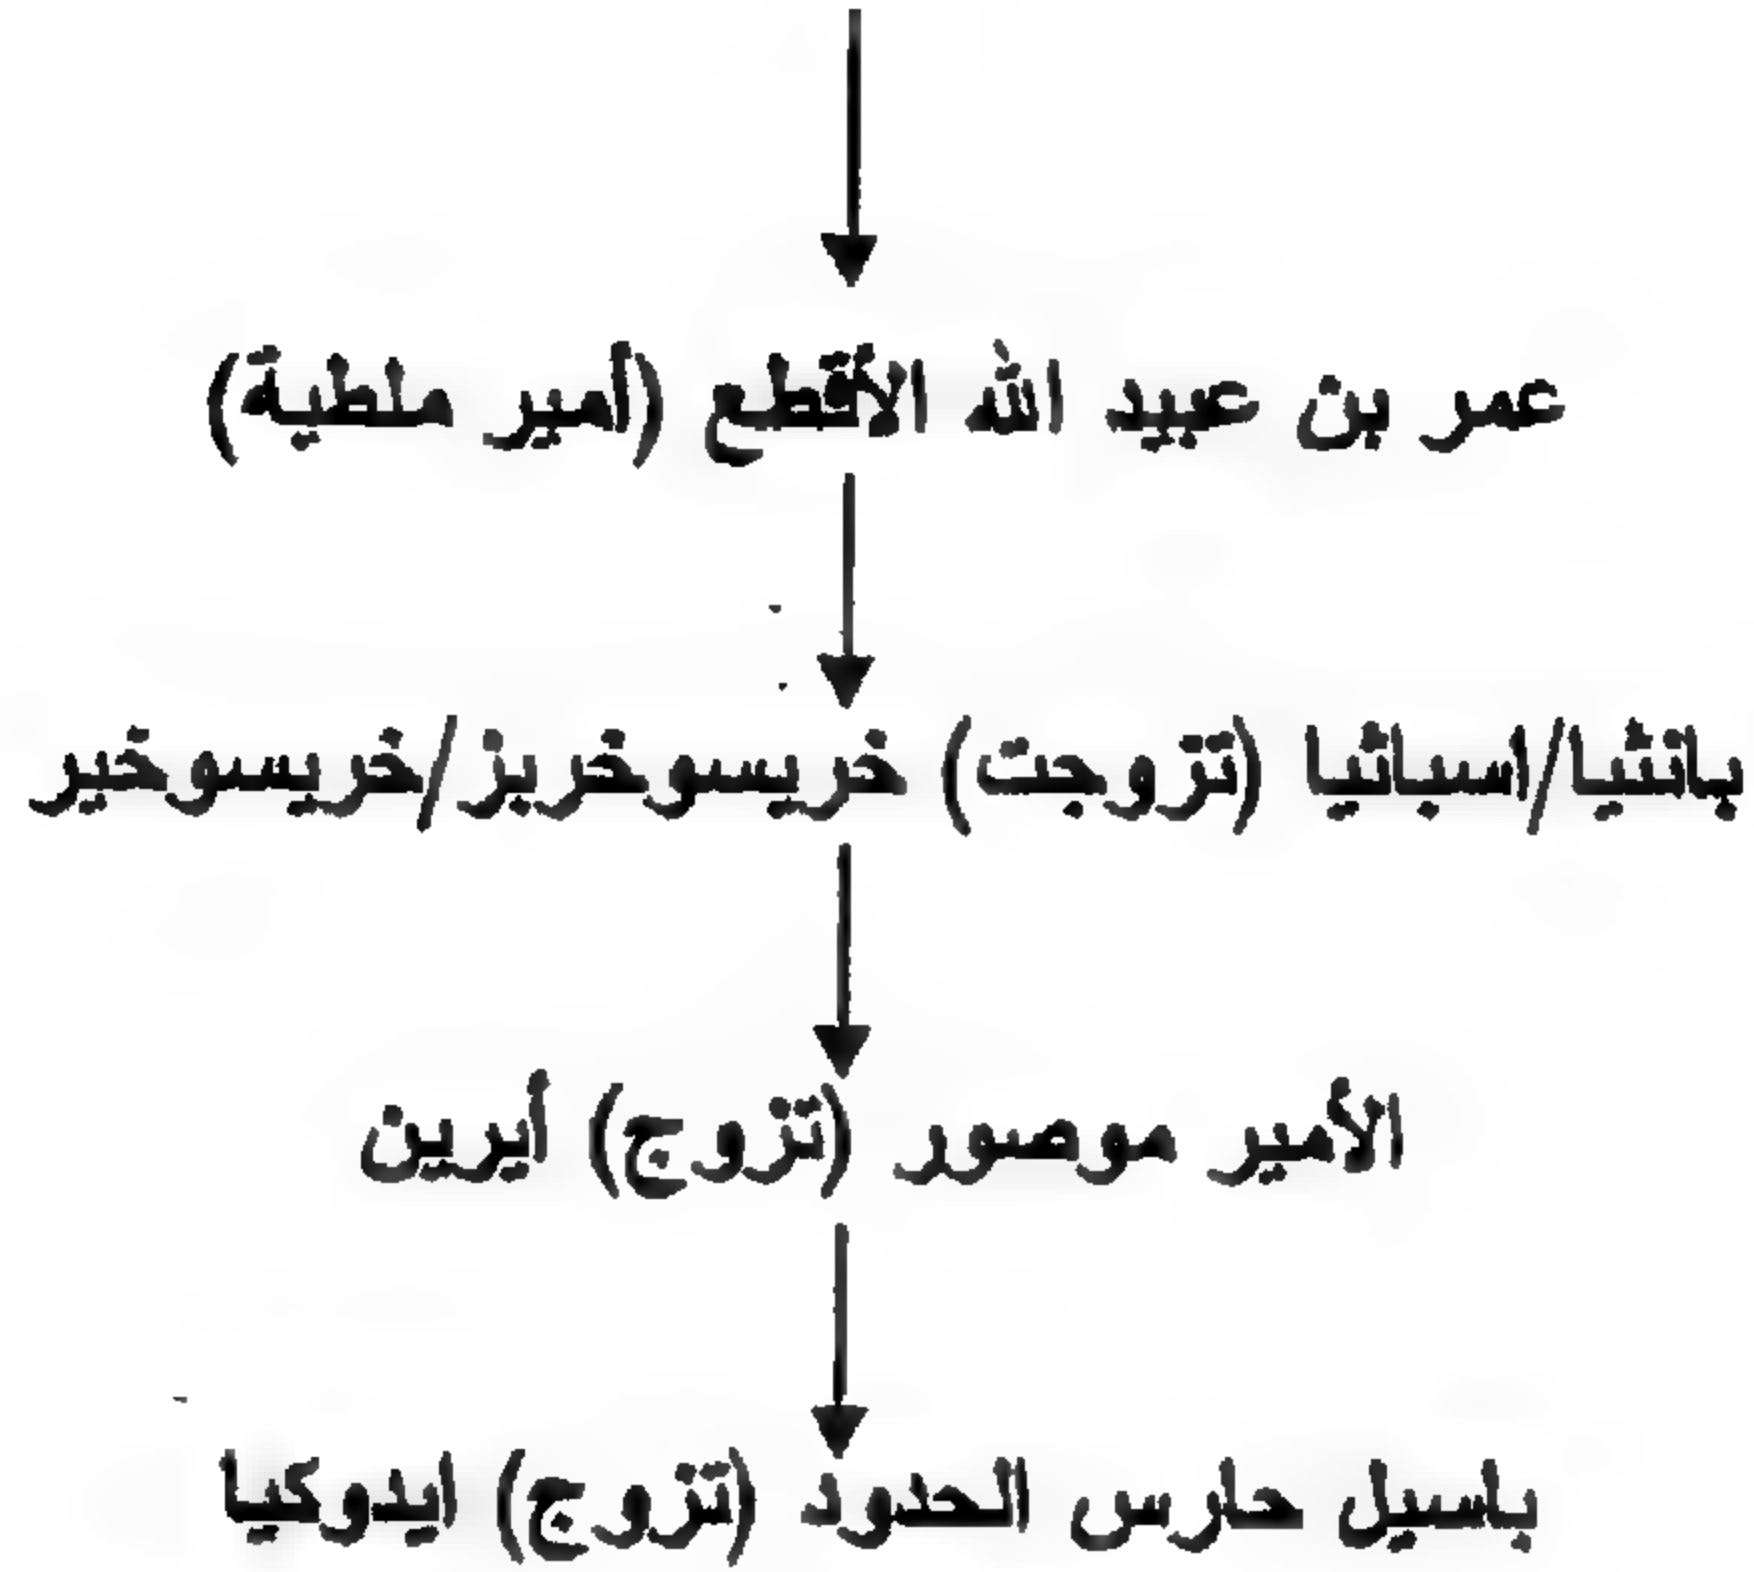 عمر بن عبيد الله الأقطع (أمير ملطية)
بانثيا/اسباثيا (تزوجت) خريسوخريز/خريسوخير
الأمير موصور (تزوج) أيرين
باسيل حارس الحدود (تزوج) ايدوكيا